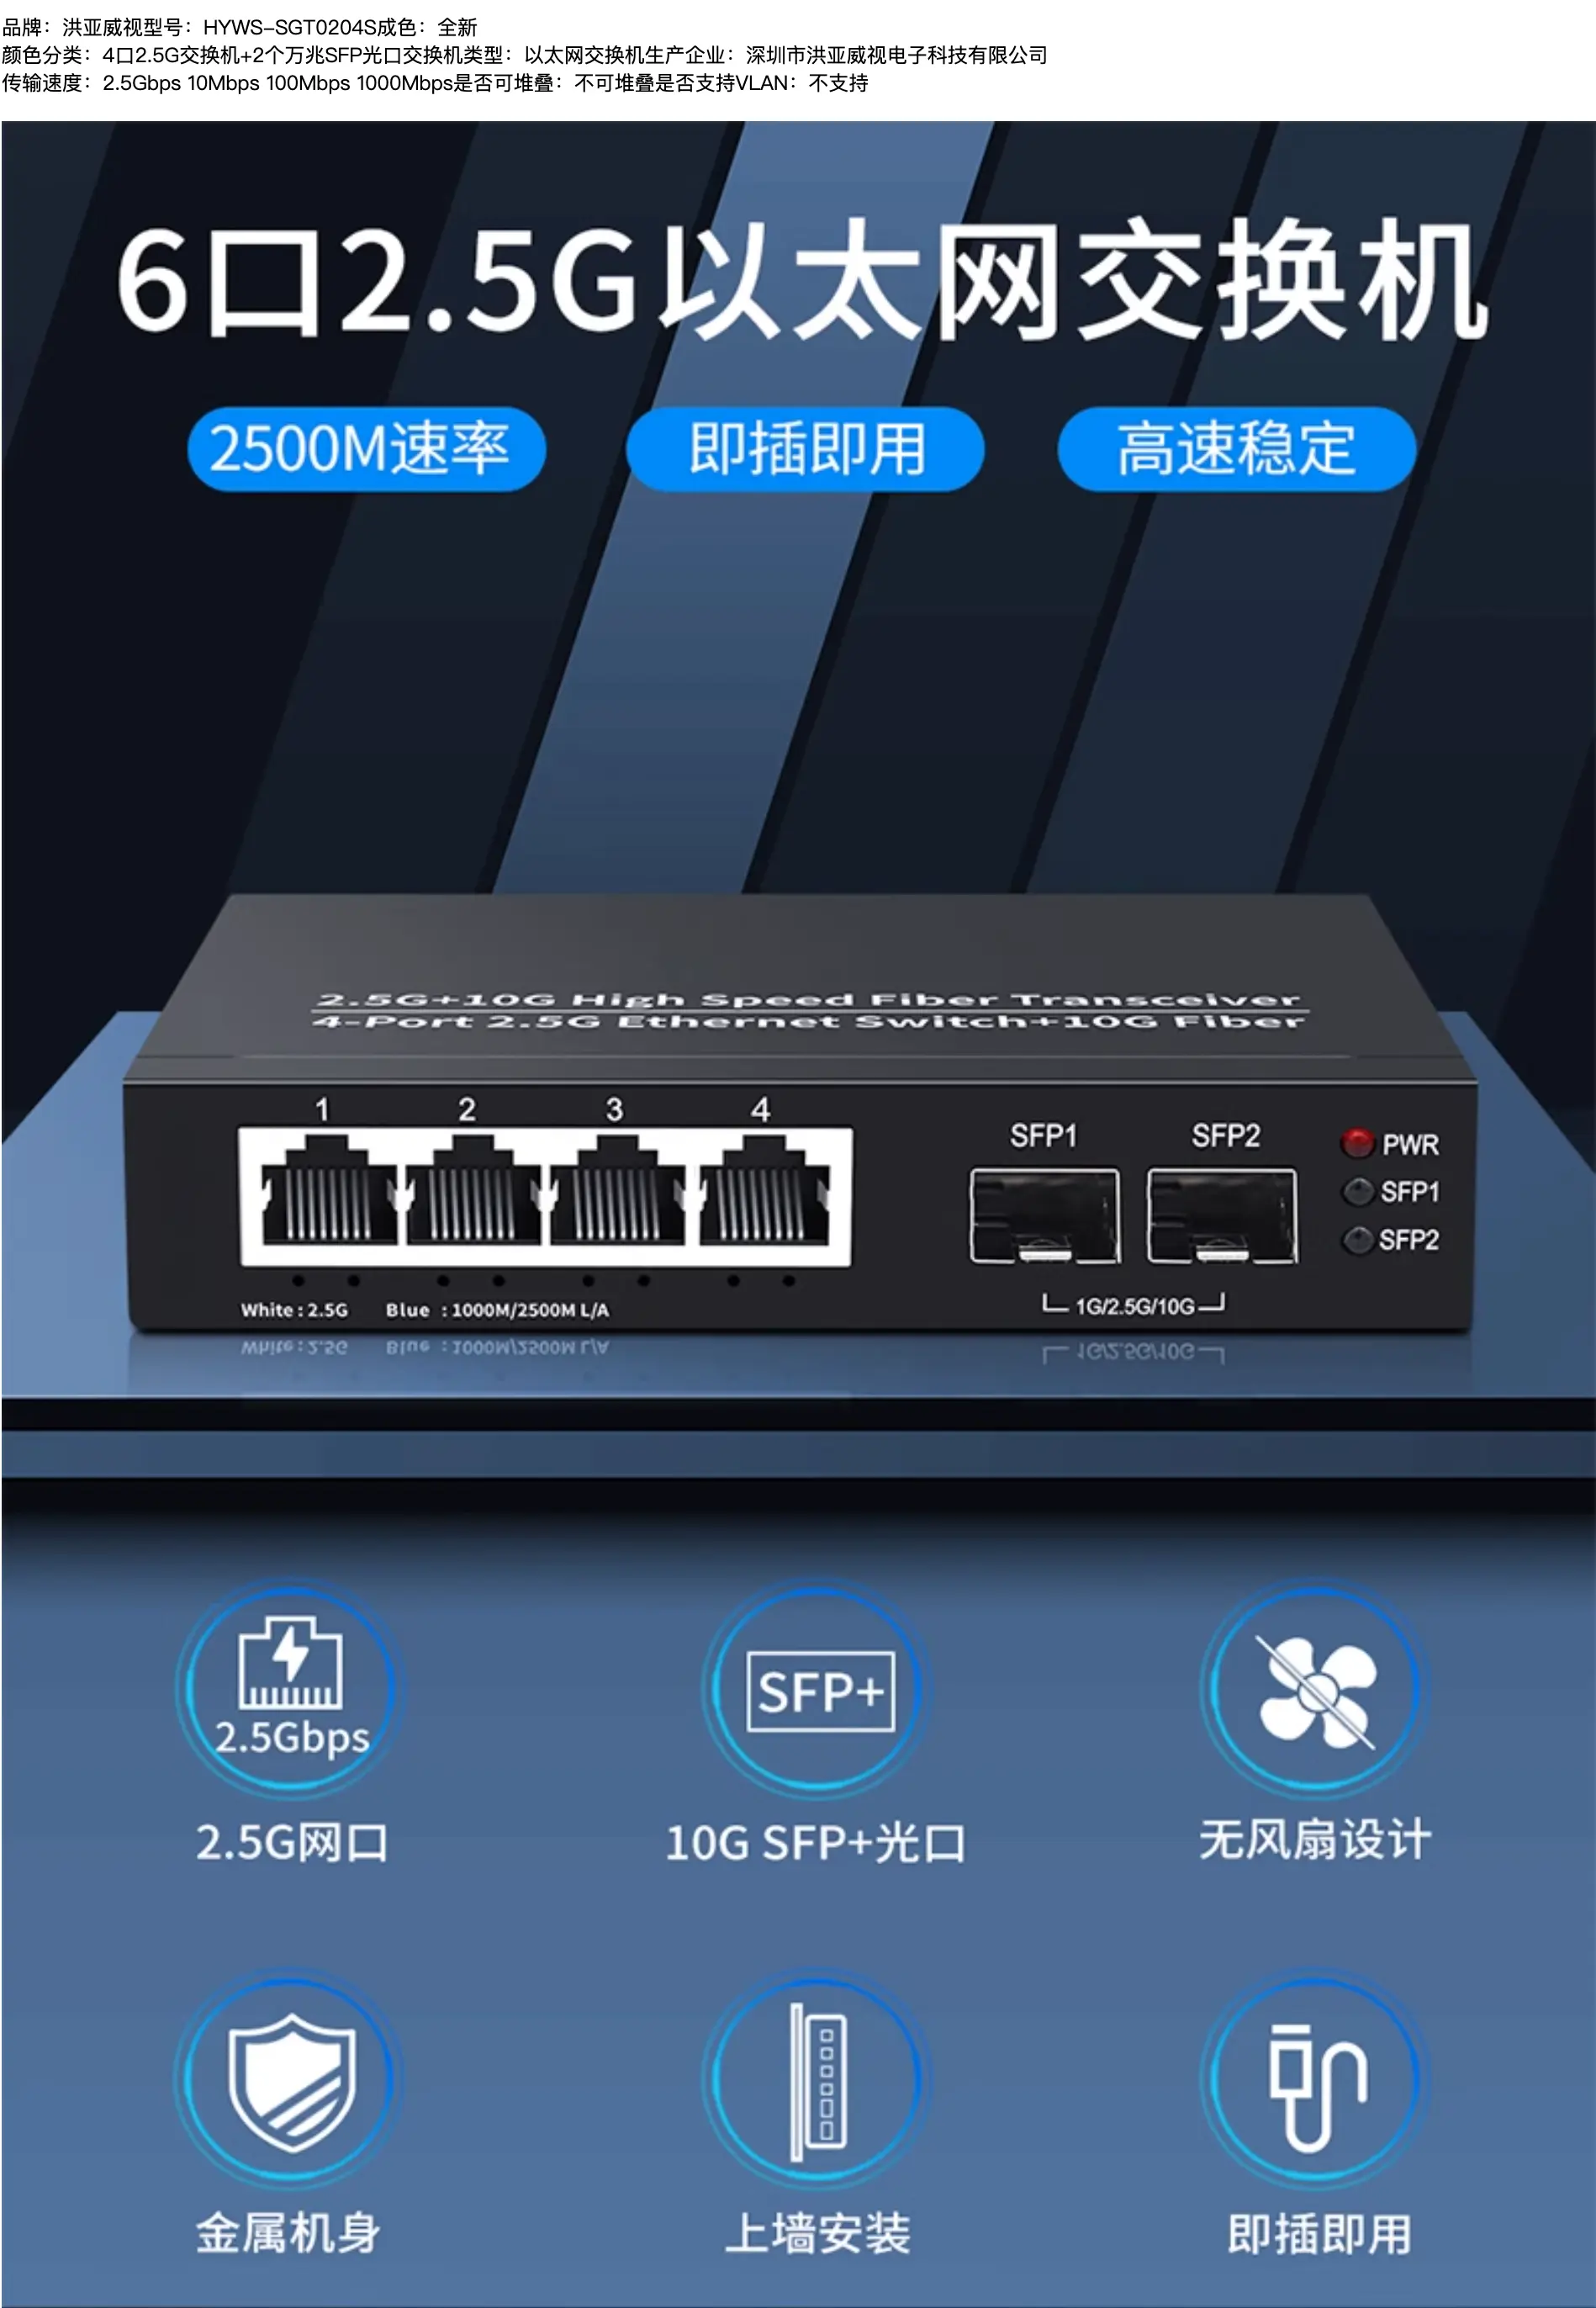 品牌：洪亚威视型号：HYWS-SGT0204S成色：全新
颜色分类：4口2.5G交换机+2个万兆SFP光口交换机类型：以太网交换机生产企业：深圳市洪亚威视电子科技有限公司
传输速度：2.5Gbps 10Mbps 100Mbps 1000Mbps是否可堆叠：不可堆叠是否支持VLAN：不支持
6口2.5G以太网交换机
2500M速率 即插即用 高速稳定
2.5G+10G High Speed Fiber Transceiver
4-Port 2.5G Ethernet Switch+10G Fiber
1 2 3 4
SFP1 SFP2
PWR
SFP1
SFP2
White : 2.5G Blue : 1000M/2500M L/A
1G/2.5G/10G
2.5Gbps
SFP+
2.5G网口 10G SFP+光口 无风扇设计
金属机身 上墙安装 即插即用